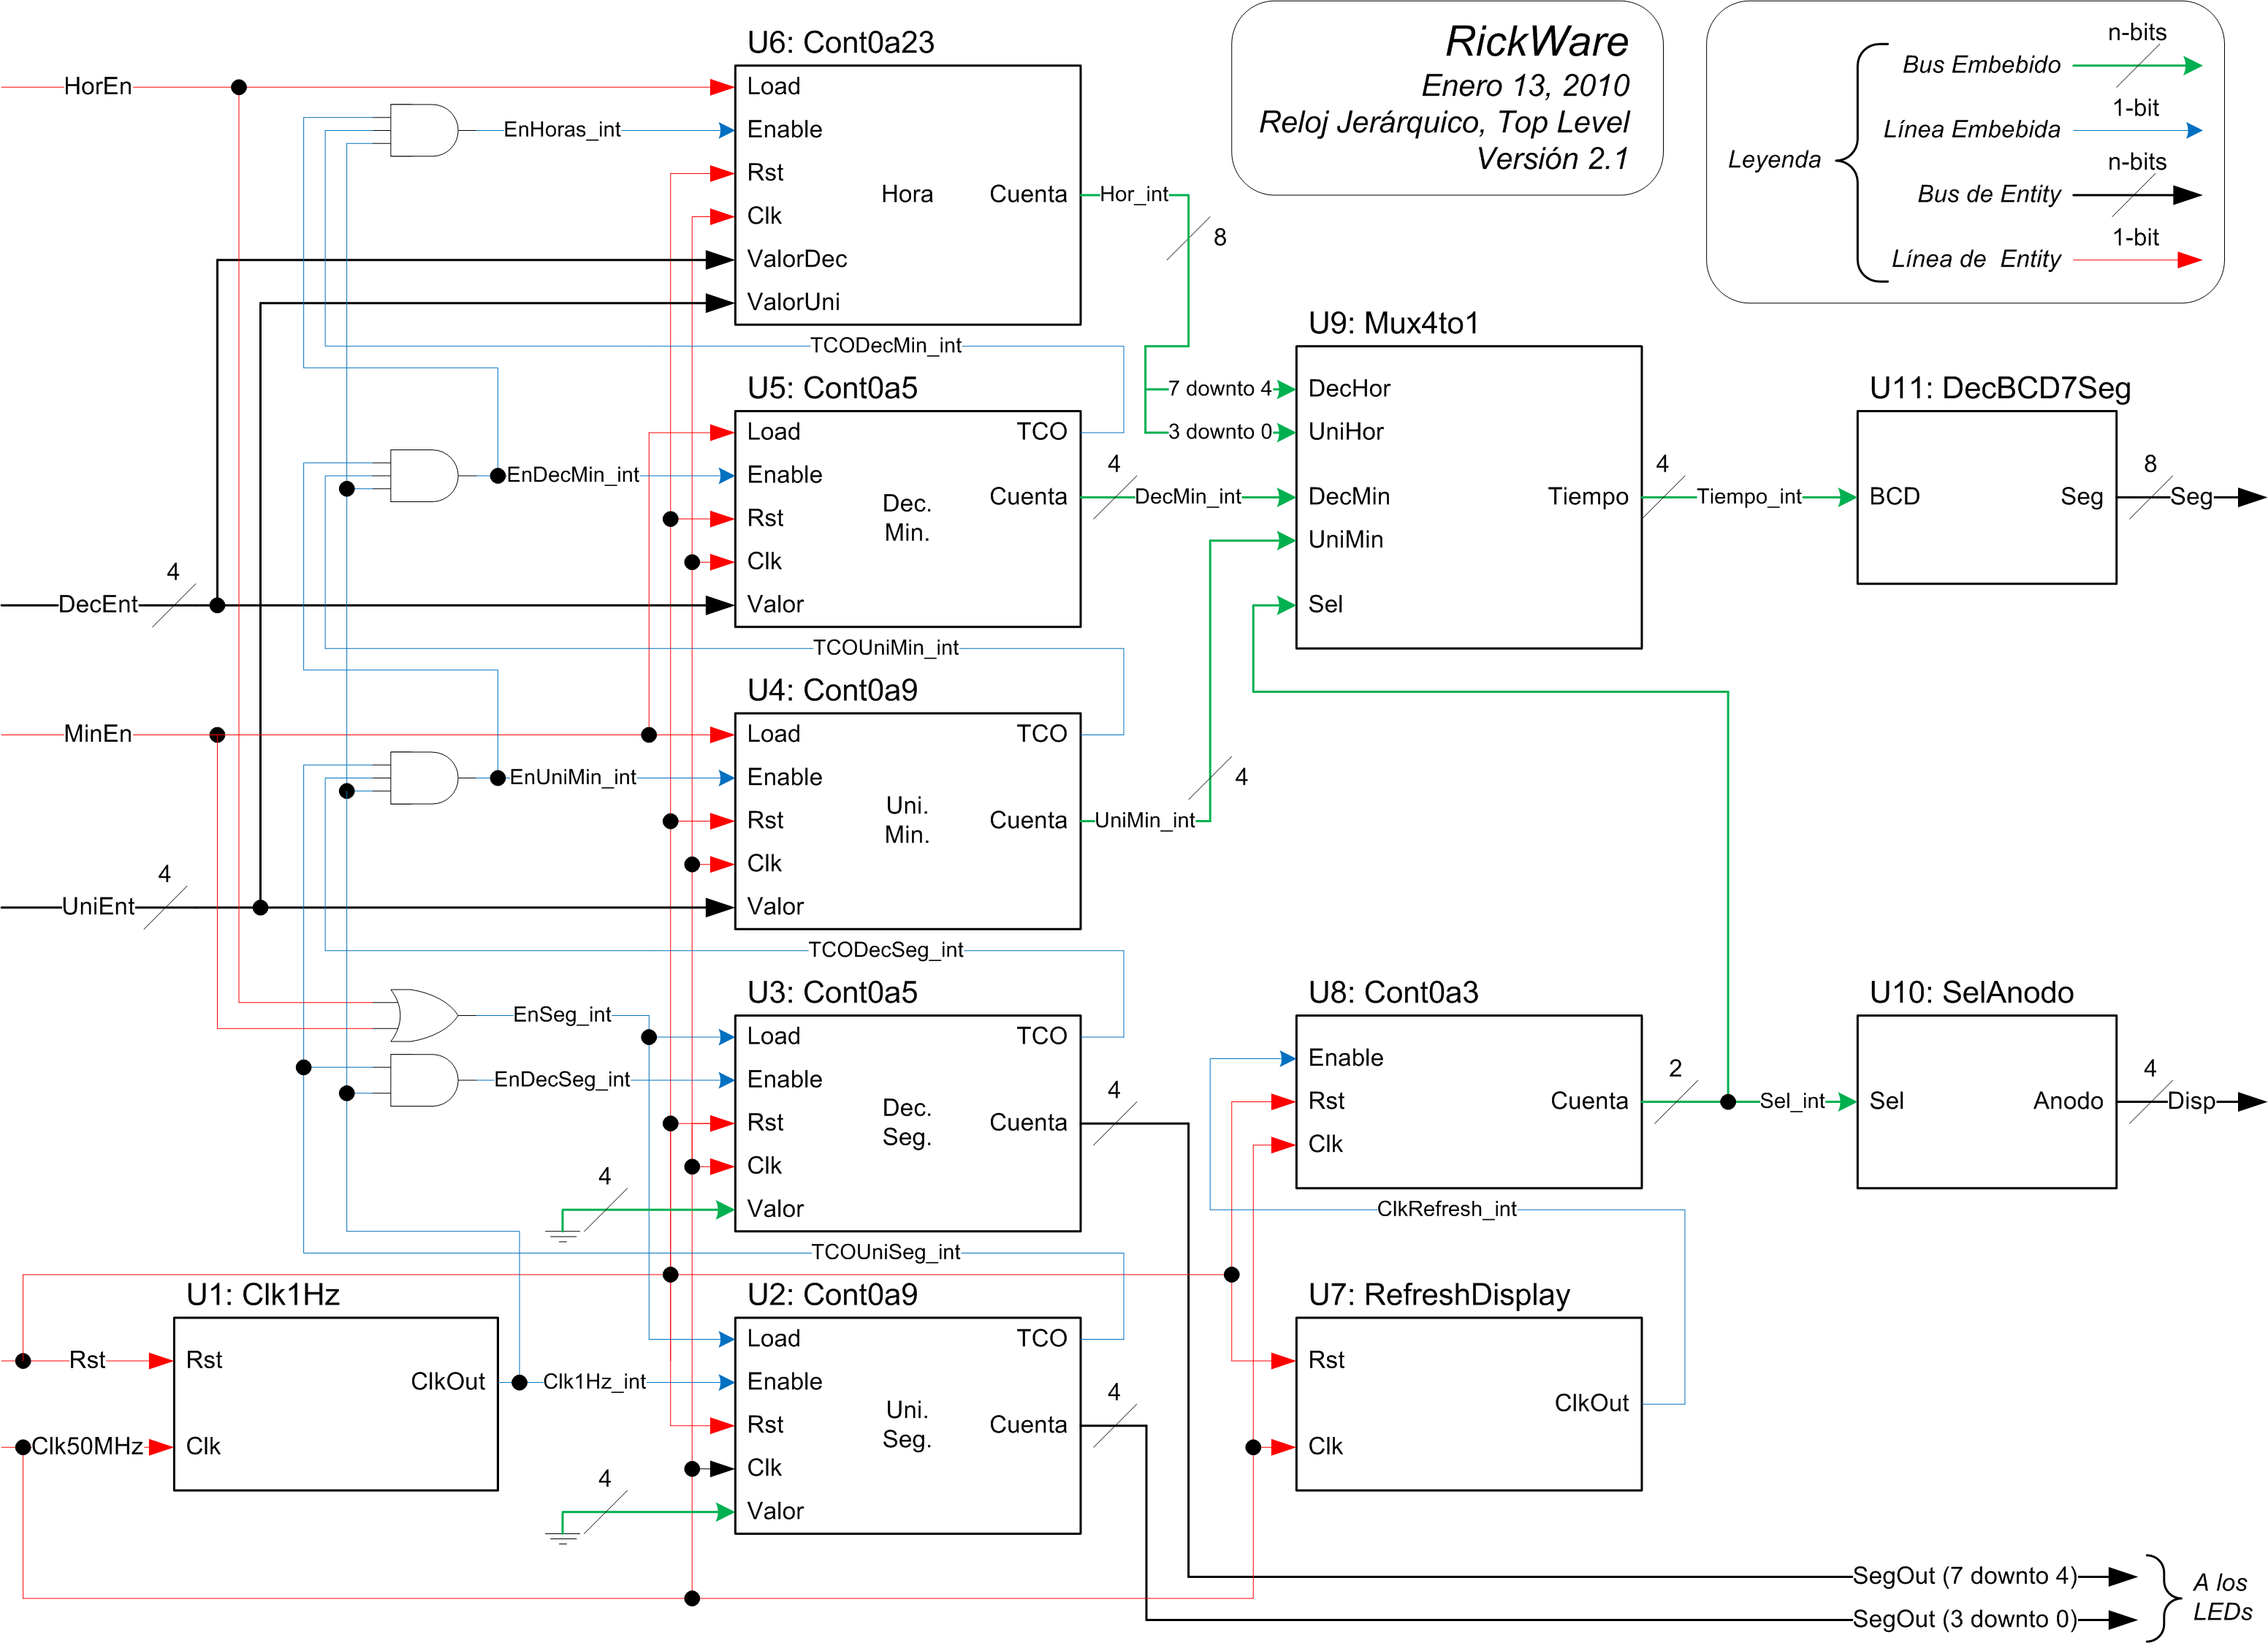 RickWare
Enero 13, 2010
Reloj Jerárquico, Top Level
Versión 2.1
Leyenda
n-bits
Bus Embebido
1-bit
Línea Embebida
n-bits
Bus de Entity
1-bit
Línea de Entity
U6: Cont0a23
HorEn
Load
EnHoras_int
Enable
Rst
Hora
Cuenta
Hor_int
8
Clk
ValorDec
ValorUni
TCODecMin_int
U5: Cont0a5
Load
TCO
EnDecMin_int
Enable
Dec.
Min.
Cuenta
4
DecMin_int
Rst
Clk
4
DecEnt
Valor
TCOUniMin_int
U4: Cont0a9
MinEn
Load
TCO
EnUniMin_int
Enable
Uni.
Min.
Rst
Cuenta
UniMin_int
4
Clk
4
UniEnt
Valor
TCODecSeg_int
U3: Cont0a5
EnSeg_int
Load
TCO
EnDecSeg_int
Enable
Dec.
Seg.
Rst
Cuenta
4
Clk
4
Valor
TCOUniSeg_int
U1: Clk1Hz
Rst
Rst
ClkOut
Clk1Hz_int
Clk50MHz
Clk
U2: Cont0a9
Load
TCO
Enable
Uni.
Seg.
Rst
Cuenta
4
Clk
4
Valor
U9: Mux4to1
7 downto 4
DecHor
3 downto 0
UniHor
DecMin
UniMin
Sel
Tiempo
4
Tiempo_int
U11: DecBCD7Seg
BCD
Seg
8
Seg
U8: Cont0a3
Enable
Rst
Clk
Cuenta
2
Sel_int
U10: SelAnodo
Sel
Anodo
4
Disp
ClkRefresh_int
U7: RefreshDisplay
Rst
ClkOut
Clk
SegOut (7 downto 4)
SegOut (3 downto 0)
A los
LEDs